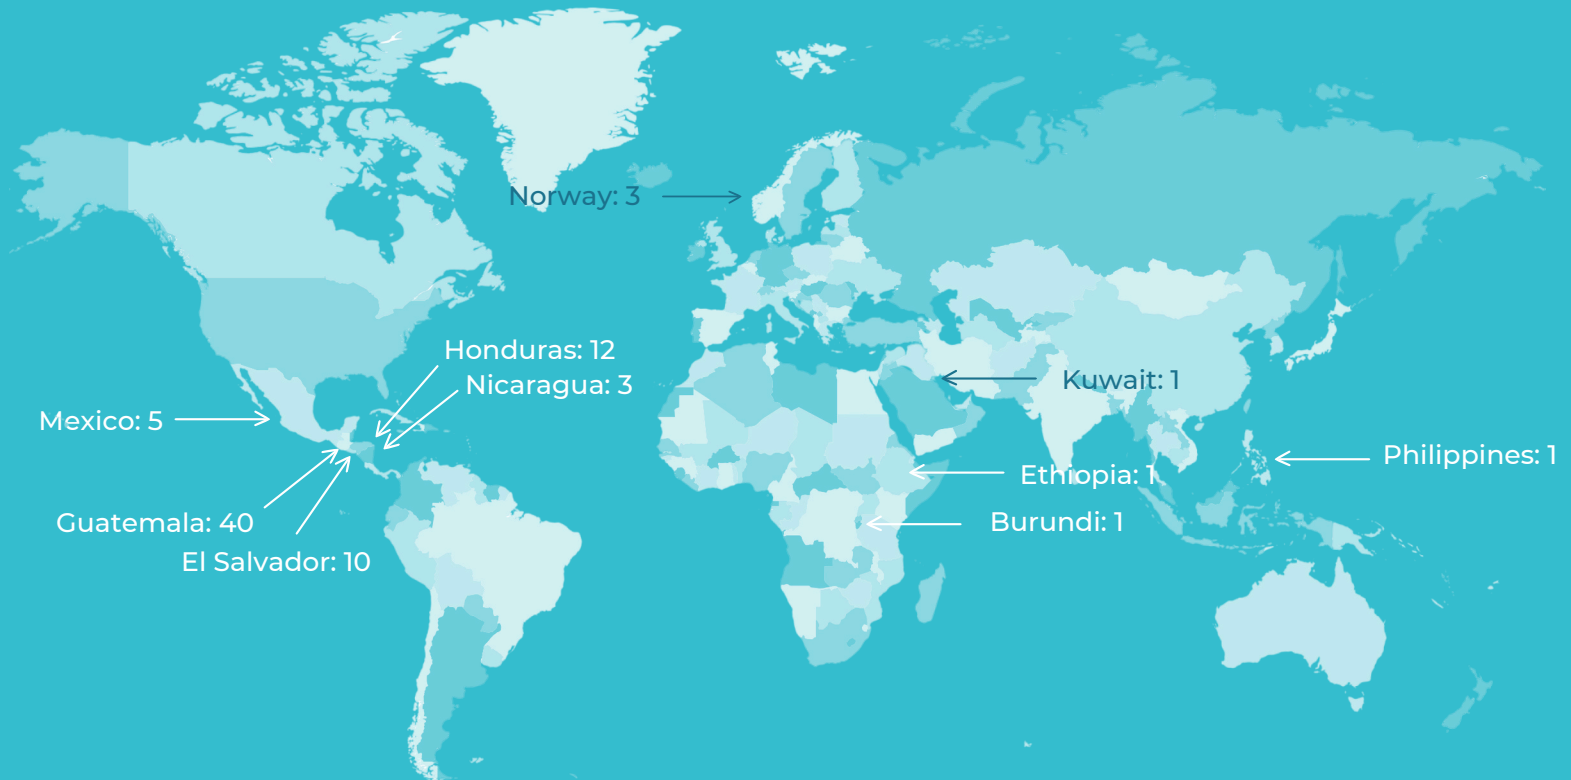 Norway: 3
Honduras: 12
Nicaragua: 3
Kuwait: 1
Mexico: 5
Philippines: 1
Ethiopia: 1
Guatemala: 40
Burundi: 1
El Salvador: 10